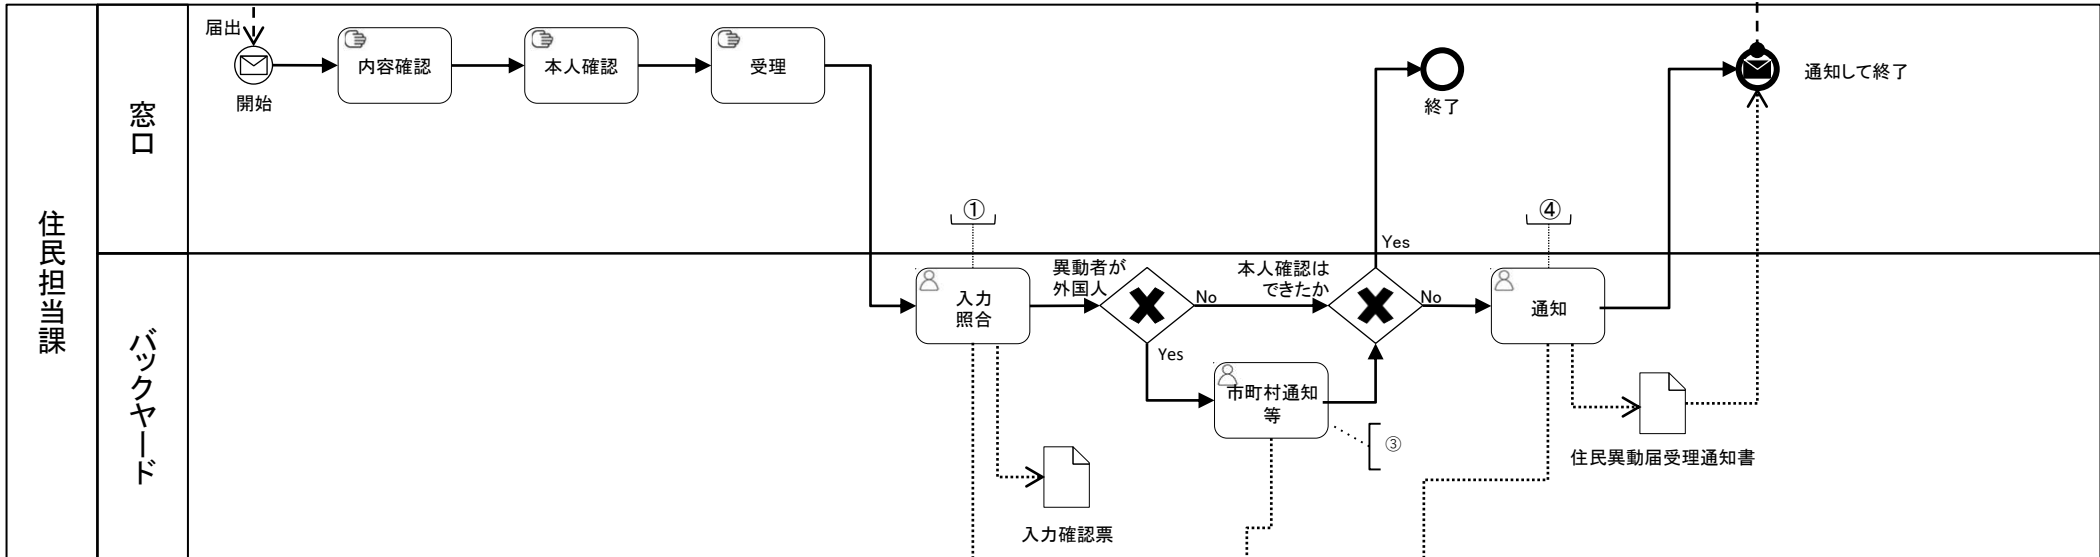 住民担当課
窓口
バックヤード
届出
開始
内容確認
本人確認
受理
終了
通知して終了
①
④
Yes
入力
照合
異動者が
外国人
No
本人確認は
できたか
No
通知
Yes
市町村通知
等
③
住民異動届受理通知書
入力確認票